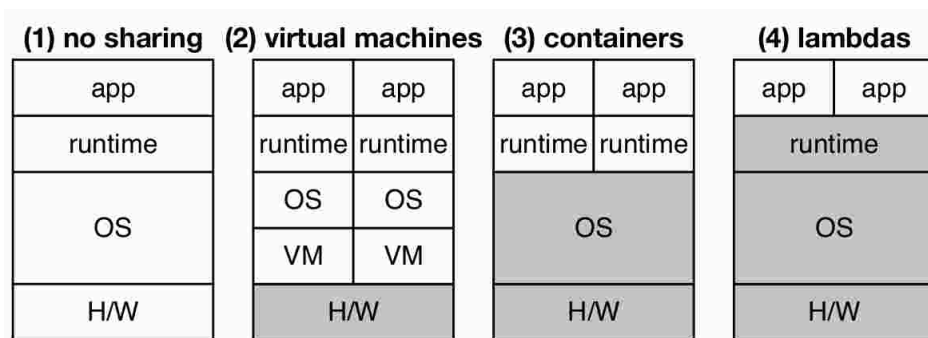 (1) no sharing (2) virtual machines (3) containers (4) lambdas
app app app app app app app
runtime runtime runtime runtime runtime runtime
OS OS OS OS OS
VM VM
H/W H/W H/W H/W